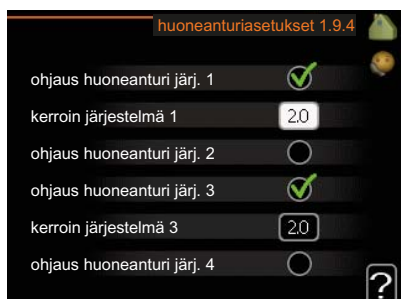 huoneanturiasetukset 1.9.4
ohjaus huoneanturi järj. 1
kerroin järjestelmä 1 2.0
ohjaus huoneanturi järj. 2
ohjaus huoneanturi järj. 3
kerroin järjestelmä 3 2.0
ohjaus huoneanturi järj. 4
?